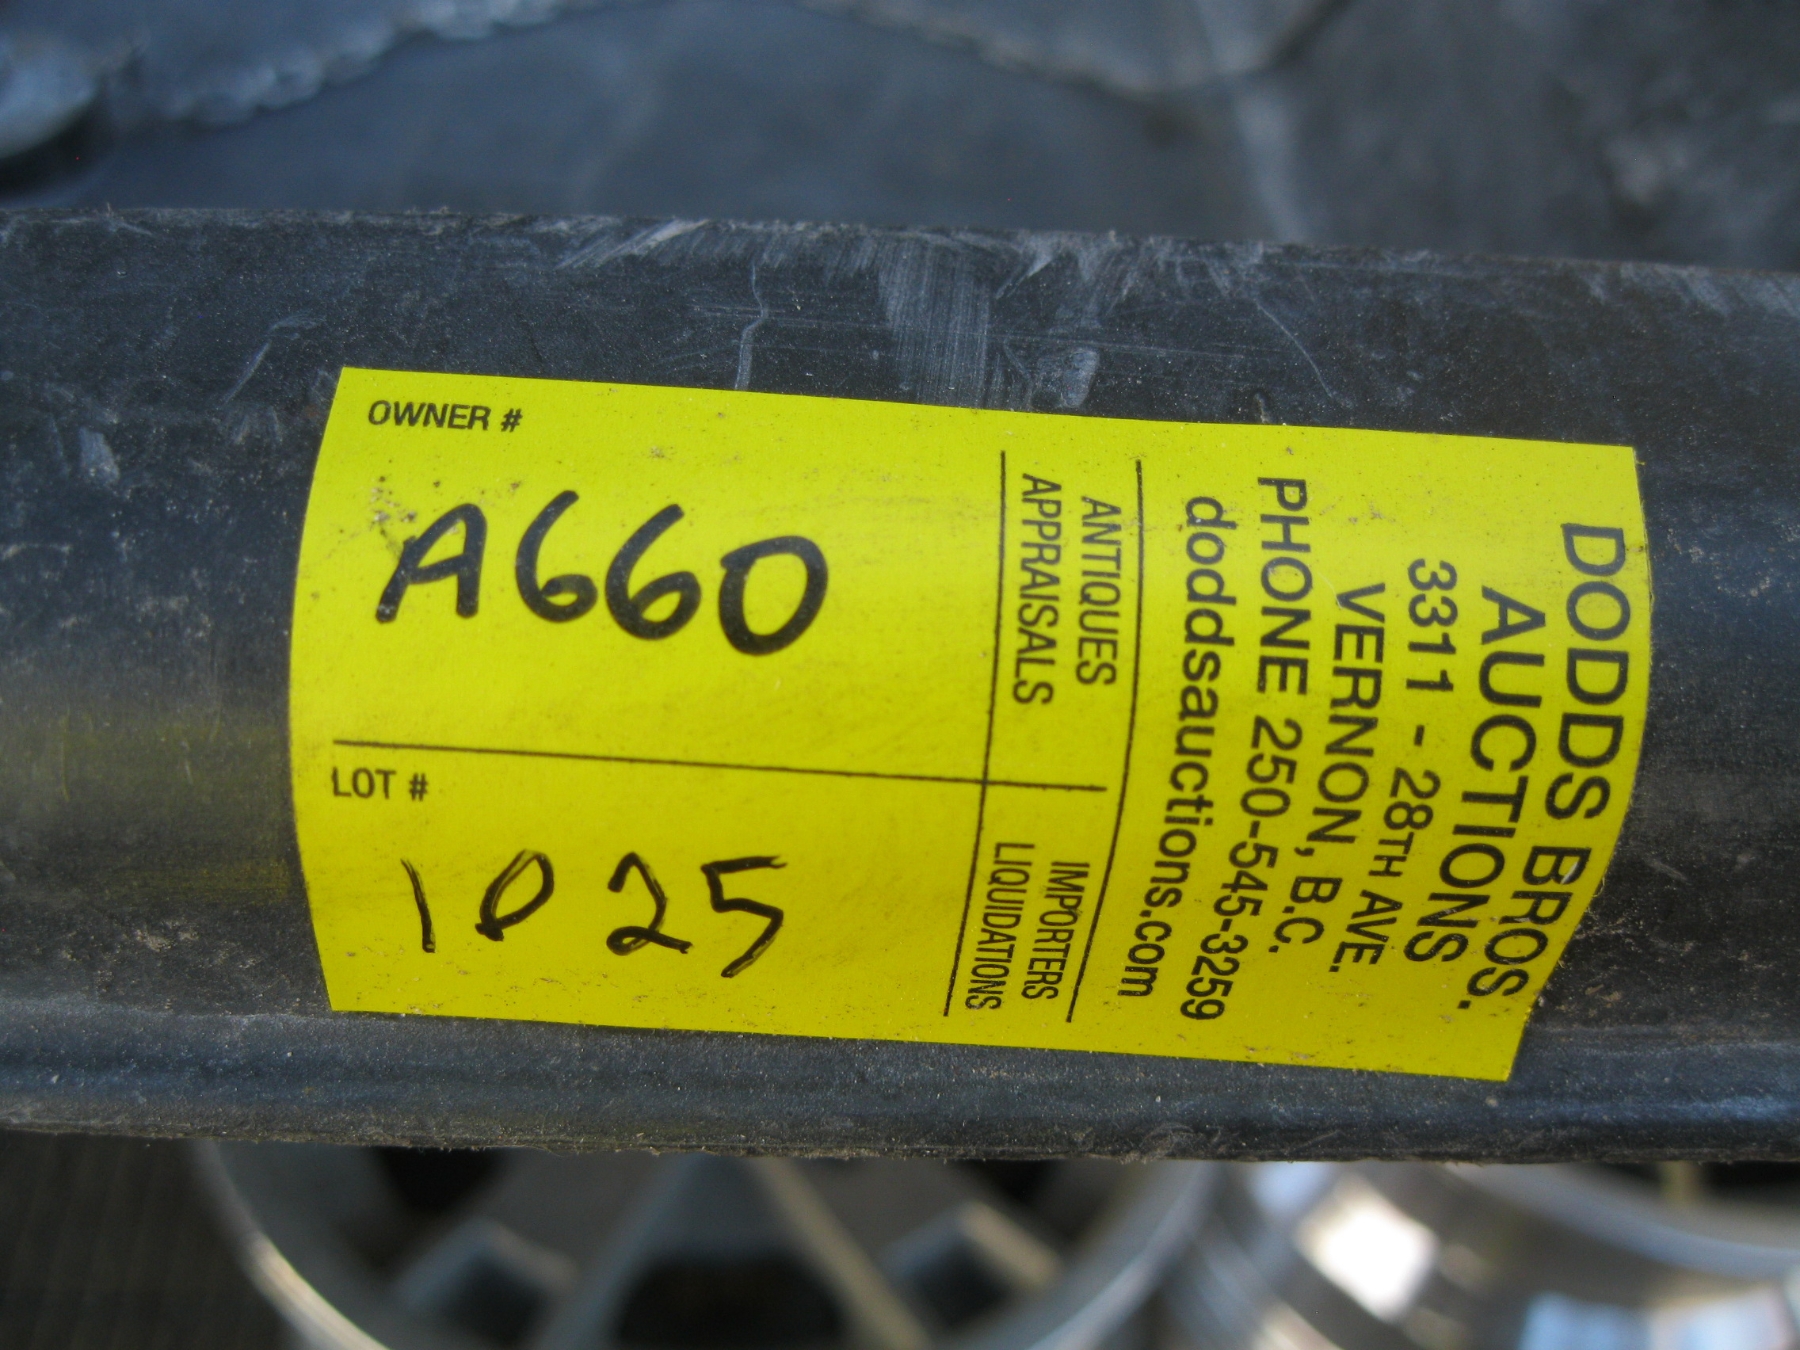 OWNER #
A660
LOT #
1025
DODDS BROS.
AUCTIONS
3311 - 28TH AVE.
VERNON, B.C.
PHONE 250-545-3259
doddsauctions.com
ANTIQUES
APPRAISALS
IMPORTERS
LIQUIDATIONS